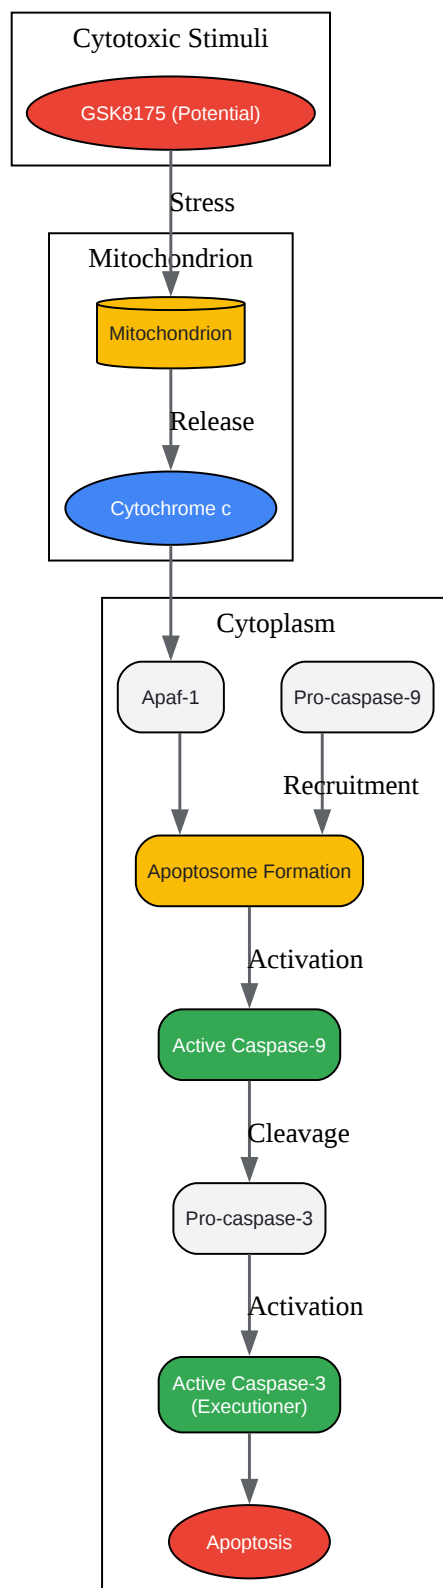 Cytotoxic Stimuli
GSK8175 (Potential)
Stress
Mitochondrion
Mitochondrion
Release
Cytochrome c
Cytoplasm
Apaf-1
Pro-caspase-9
Recruitment
Apoptosome Formation
Activation
Active Caspase-9
Cleavage
Pro-caspase-3
Activation
Active Caspase-3
(Executioner)
Apoptosis